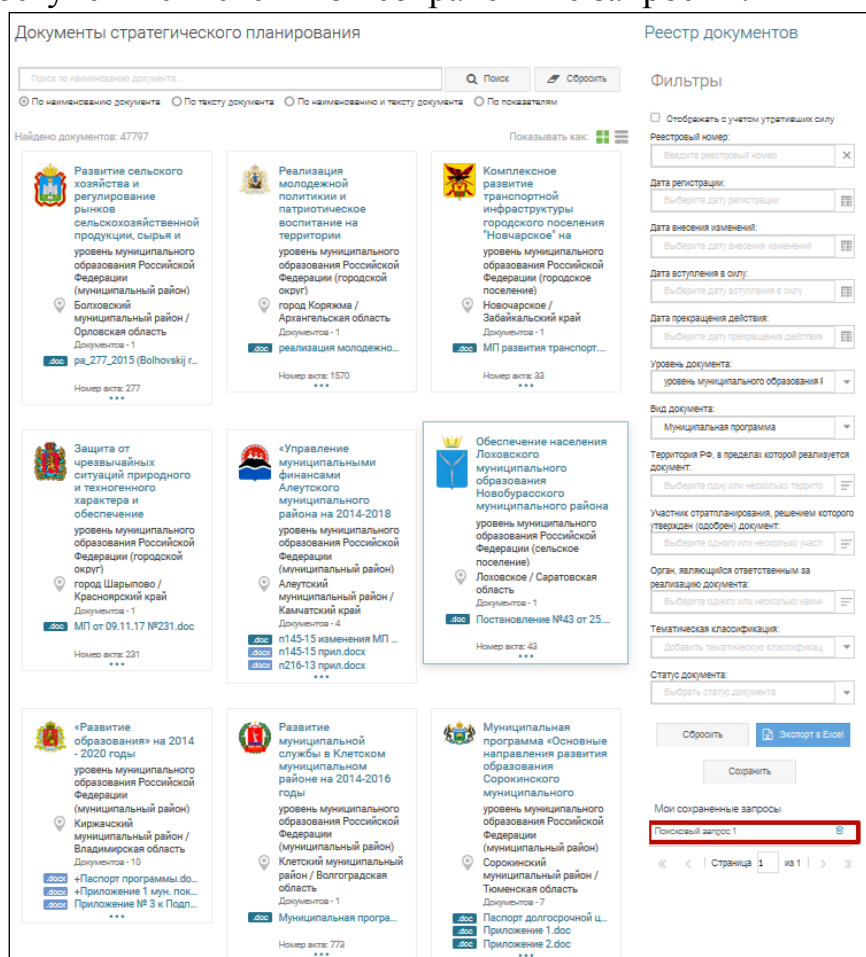 Документы стратегического планирования
Поиск по наименованию документа...
Поиск
Сбросить
По наименованию документа
По тексту документа
По наименованию и тексту документа
По показателям
Найдено документов: 47797
Показывать как:
Развитие сельского
хозяйства и
регулирование
рынков
сельскохозяйственной
продукции, сырья и
уровень муниципального
образования Российской
Федерации
(муниципальный район)
Болховский
муниципальный район /
Орловская область
Документов - 1
.doc pa_277_2015 (Bolhovskij r...
Номер акта: 277
Реализация
молодежной
политикии и
патриотическое
воспитание на
территории
уровень муниципального
образования Российской
Федерации (городской
округ)
город Коряжма /
Архангельская область
Документов - 1
.doc реализация молодежно...
Номер акта: 1570
Комплексное
развитие
транспортной
инфраструктуры
городского поселения
"Новчарское" на
уровень муниципального
образования Российской
Федерации (городское
поселение)
Новочарское /
Забайкальский край
Документов - 1
.doc МП развития транспорт....
Номер акта: 33
Защита от
чрезвычайных
ситуаций природного
и техногенного
характера и
обеспечение
уровень муниципального
образования Российской
Федерации (городской
округ)
город Шарыпово /
Красноярский край
Документов - 1
.doc МП от 09.11.17 №231.doc
Номер акта: 231
«Управление
муниципальными
финансами
Алеутского
муниципального
района на 2014-2018
уровень муниципального
образования Российской
Федерации
(муниципальный район)
Алеутский
муниципальный район /
Камчатский край
Документов - 4
.doc п145-15 изменения МП ...
.docx п145-15 прил.docx
.docx п216-13 прил.docx
Обеспечение населения
Лоховского
муниципального
образования
Новобурасского
муниципального района
уровень муниципального
образования Российской
Федерации (сельское
поселение)
Лоховское / Саратовская
область
Документов - 1
.doc Постановление №43 от 25....
Номер акта: 43
«Развитие
образования» на 2014
- 2020 годы
уровень муниципального
образования Российской
Федерации
(муниципальный район)
Киржачский
муниципальный район /
Владимирская область
Документов - 10
.docx +Паспорт программы.do...
.docx +Приложение 1 мун. пок...
.docx Приложение № 3 к Подп...
Развитие
муниципальной
службы в Клетском
муниципальном
районе на 2014-2016
годы
уровень муниципального
образования Российской
Федерации
(муниципальный район)
Клетский муниципальный
район / Волгоградская
область
Документов - 1
.doc Муниципальная програ...
Номер акта: 773
Муниципальная
программа «Основные
направления развития
образования
Сорокинского
муниципального
уровень муниципального
образования Российской
Федерации
(муниципальный район)
Сорокинский
муниципальный район /
Тюменская область
Документов - 7
.doc Паспорт долгосрочной ц...
.doc Приложение 1.doc
.doc Приложение 2.doc
Реестр документов
Фильтры
Отображать с учетом утративших силу
Реестровый номер:
Введите реестровый номер
Дата регистрации:
Выберите дату регистрации
Дата внесения изменений:
Выберите дату внесения изменений
Дата вступления в силу:
Выберите дату вступления в силу
Дата прекращения действия:
Выберите дату прекращения действия
Уровень документа:
уровень муниципального образования
Вид документа:
Муниципальная программа
Территория РФ, в пределах которой реализуется
документ:
Выберите одну или несколько террито
Участник стратпланирования, решением которого
утвержден (одобрен) документ:
Выберите одного или несколько участ
Орган, являющийся ответственным за
реализацию документа:
Выберите одного или несколько наим
Тематическая классификация:
Добавить тематическую классификац
Статус документа:
Выбрать статус документа
Сбросить
Экспорт в Excel
Сохранить
Мои сохраненные запросы
Поисковый запрос 1
Страница 1 из 1